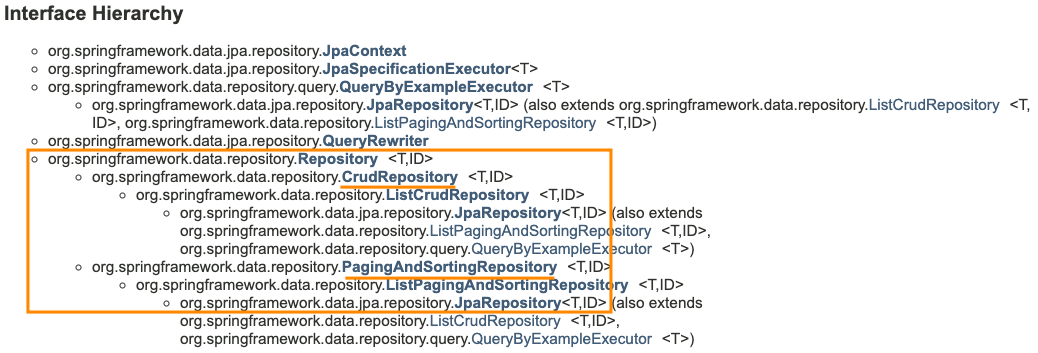 Interface Hierarchy
org.springframework.data.jpa.repository.JpaContext
org.springframework.data.jpa.repository.JpaSpecificationExecutor<T>
org.springframework.data.repository.query.QueryByExampleExecutor <T>
org.springframework.data.jpa.repository.JpaRepository<T,ID> (also extends org.springframework.data.repository.ListCrudRepository <T,
ID>, org.springframework.data.repository.ListPagingAndSortingRepository <T,ID>)
org.springframework.data.jpa.repository.QueryRewriter
org.springframework.data.repository.Repository <T,ID>
org.springframework.data.repository.CrudRepository <T,ID>
org.springframework.data.repository.ListCrudRepository <T,ID>
org.springframework.data.jpa.repository.JpaRepository<T,ID> (also extends
org.springframework.data.repository.ListPagingAndSortingRepository <T,ID>,
org.springframework.data.repository.query.QueryByExampleExecutor <T>)
org.springframework.data.repository.PagingAndSortingRepository <T,ID>
org.springframework.data.repository.ListPagingAndSortingRepository <T,ID>
org.springframework.data.jpa.repository.JpaRepository<T,ID> (also extends
org.springframework.data.repository.ListCrudRepository <T,ID>,
org.springframework.data.repository.query.QueryByExampleExecutor <T>)